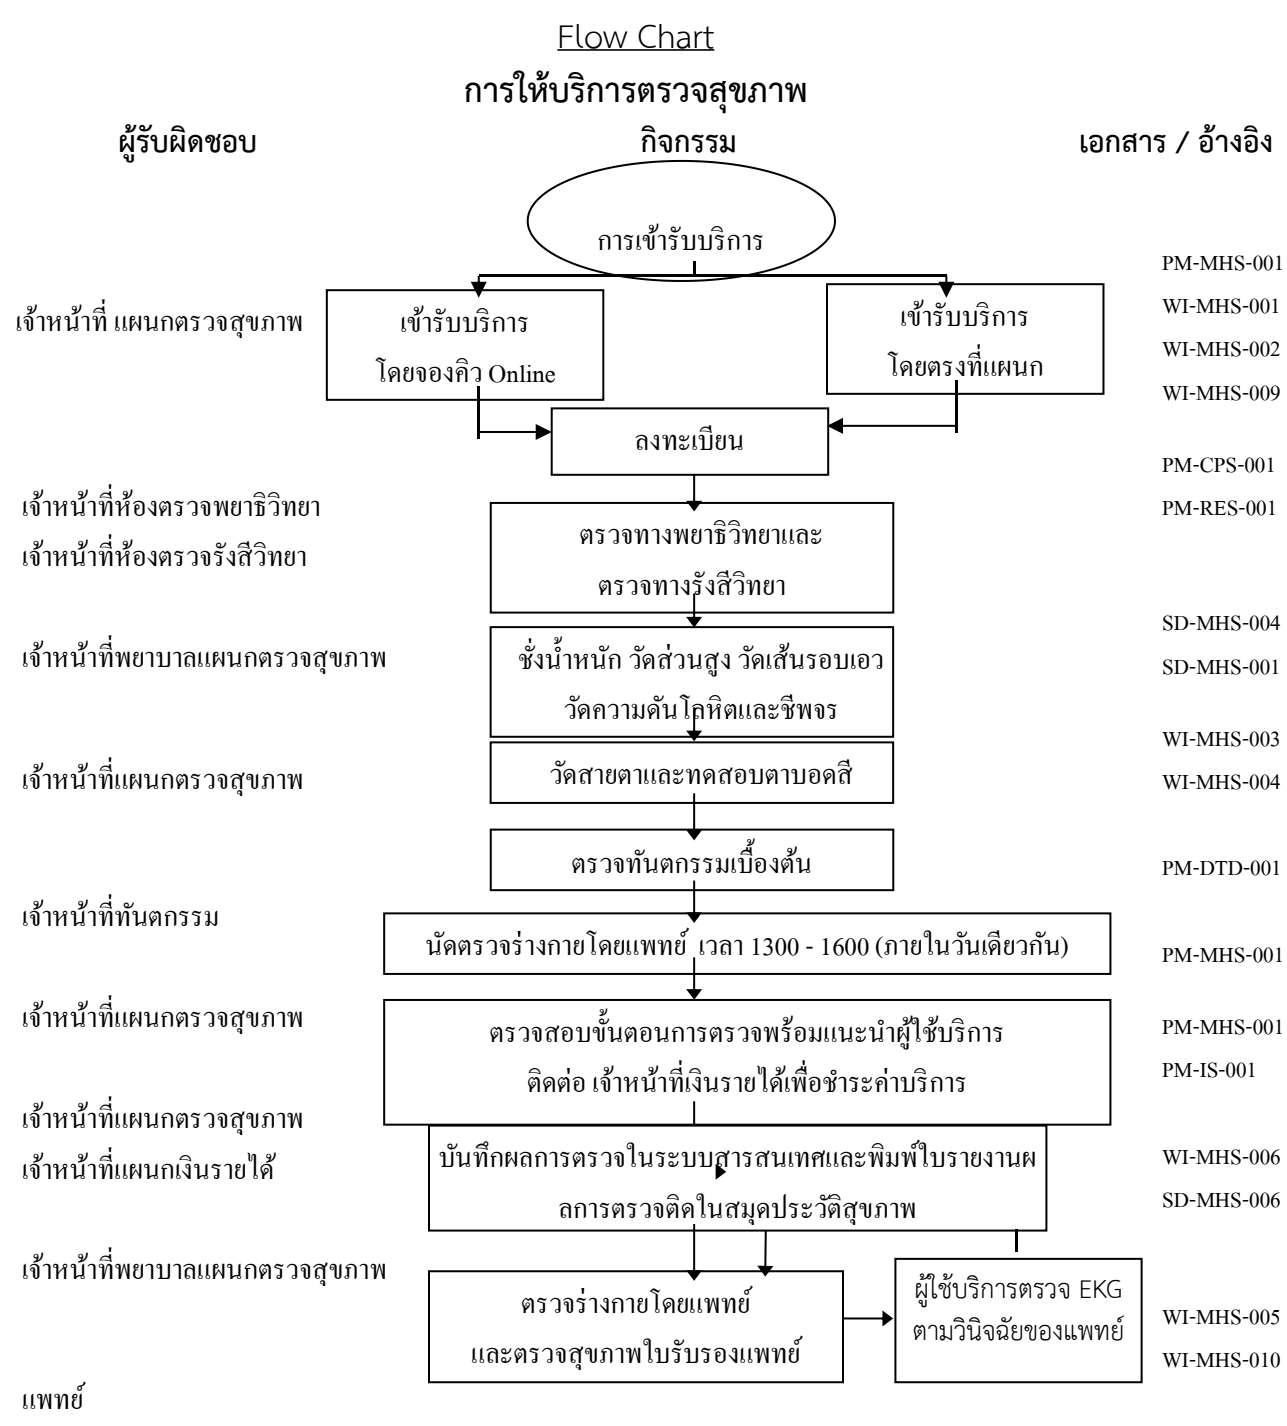 Flow Chart
การให้บริการตรวจสุขภาพ
ผู้รับผิดชอบ กิจกรรม เอกสาร / อ้างอิง
การเข้ารับบริการ
PM-MHS-001
WI-MHS-001
เจ้าหน้าที่ แผนกตรวจสุขภาพ
เข้ารับบริการ
โดยจองคิว Online
เข้ารับบริการ
โดยตรงที่แผนก
WI-MHS-002
WI-MHS-009
ลงทะเบียน
PM-CPS-001
เจ้าหน้าที่ห้องตรวจพยาธิวิทยา
PM-RES-001
เจ้าหน้าที่ห้องตรวจรังสีวิทยา
ตรวจทางพยาธิวิทยาและ
ตรวจทางรังสีวิทยา
SD-MHS-004
เจ้าหน้าที่พยาบาลแผนกตรวจสุขภาพ
ชั่งน้ำหนัก วัดส่วนสูง วัดเส้นรอบเอว
วัดความดันโลหิตและชีพจร
SD-MHS-001
WI-MHS-003
เจ้าหน้าที่แผนกตรวจสุขภาพ
วัดสายตาและทดสอบตาบอดสี
WI-MHS-004
ตรวจทันตกรรมเบื้องต้น
PM-DTD-001
เจ้าหน้าที่ทันตกรรม
นัดตรวจร่างกายโดยแพทย์ เวลา 1300 - 1600 (ภายในวันเดียวกัน)
PM-MHS-001
เจ้าหน้าที่แผนกตรวจสุขภาพ
ตรวจสอบขั้นตอนการตรวจพร้อมแนะนำผู้ใช้บริการ
ติดต่อ เจ้าหน้าที่เงินรายได้เพื่อชำระค่าบริการ
PM-MHS-001
PM-IS-001
เจ้าหน้าที่แผนกตรวจสุขภาพ
เจ้าหน้าที่แผนกเงินรายได้
บันทึกผลการตรวจในระบบสารสนเทศและพิมพ์ใบรายงานผ
ลการตรวจติดในสมุดประวัติสุขภาพ
WI-MHS-006
SD-MHS-006
เจ้าหน้าที่พยาบาลแผนกตรวจสุขภาพ
ตรวจร่างกายโดยแพทย์
และตรวจสุขภาพใบรับรองแพทย์
ผู้ใช้บริการตรวจ EKG
ตามวินิจฉัยของแพทย์
WI-MHS-005
WI-MHS-010
แพทย์